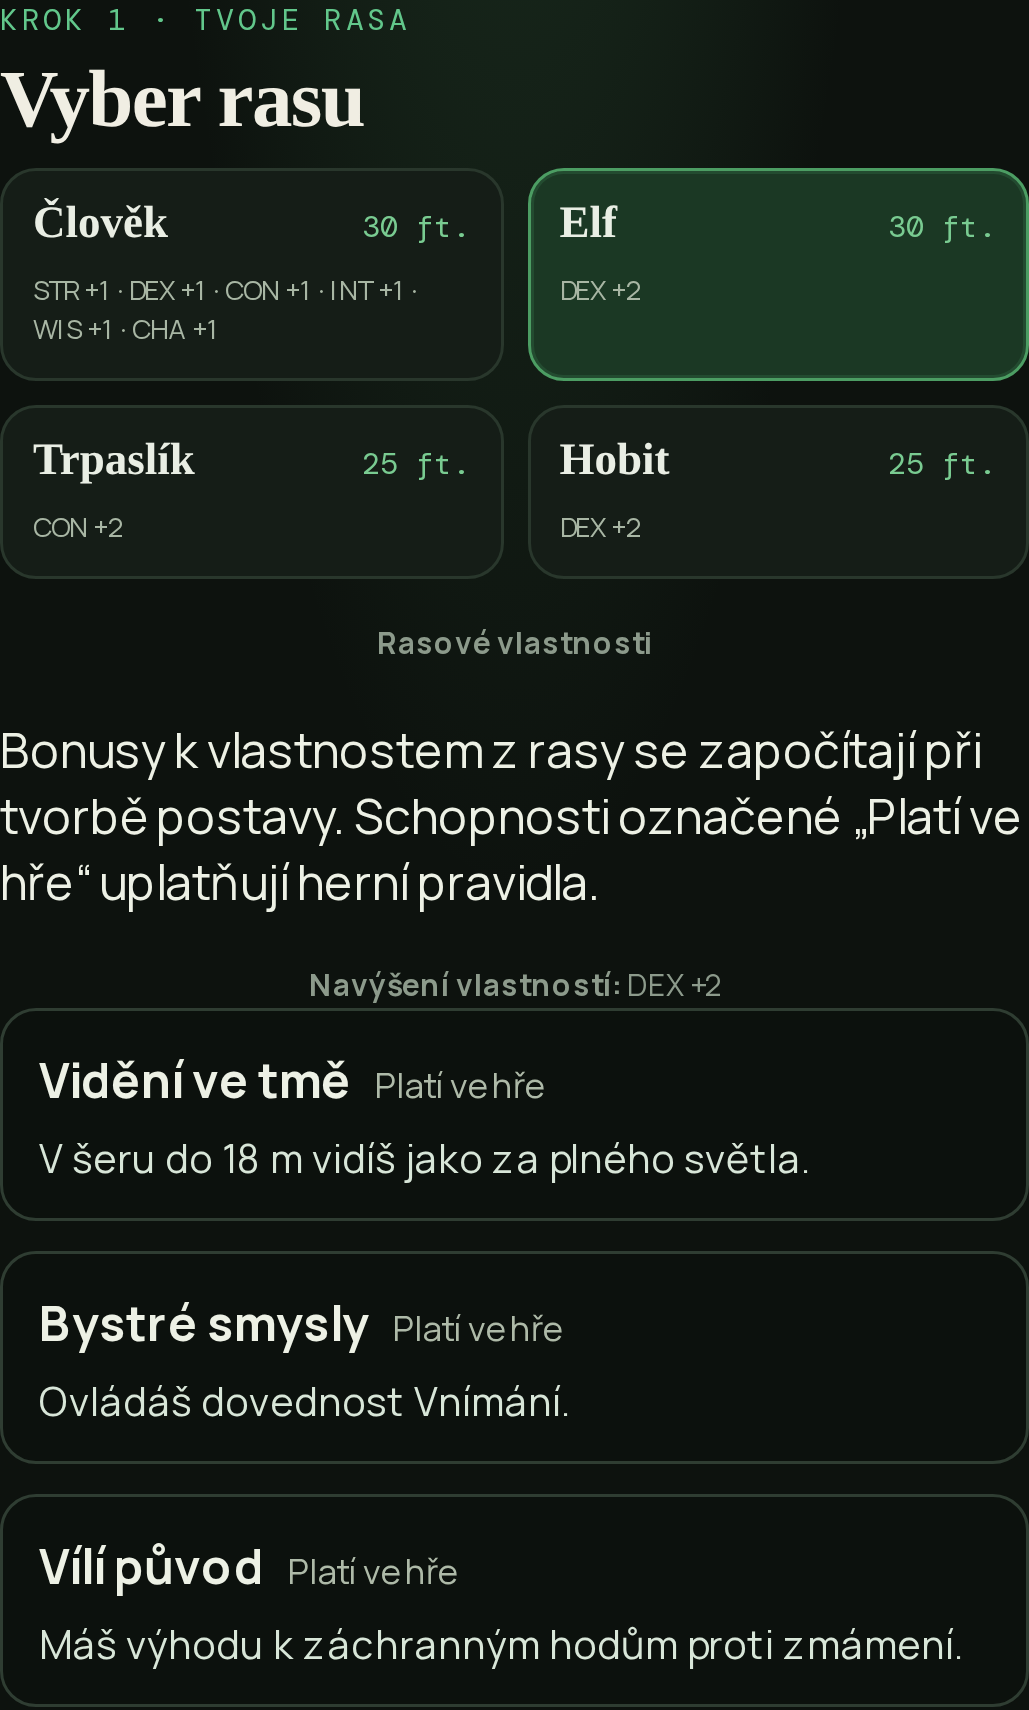 KROK 1 · TVOJE RASA
Vyber rasu
Člověk 30 ft.
STR +1 · DEX +1 · CON +1 · INT +1 ·
WIS +1 · CHA +1
Elf 30 ft.
DEX +2
Trpaslík 25 ft.
CON +2
Hobit 25 ft.
DEX +2
Rasové vlastnosti
Bonusy k vlastnostem z rasy se započítají při
tvorbě postavy. Schopnosti označené „Platí ve
hře“ uplatňují herní pravidla.
Navýšení vlastností: DEX +2
Vidění ve tmě Platí ve hře
V šeru do 18 m vidíš jako za plného světla.
Bystré smysly Platí ve hře
Ovládáš dovednost Vnímání.
Vílí původ Platí ve hře
Máš výhodu k záchranným hodům proti zmámení.